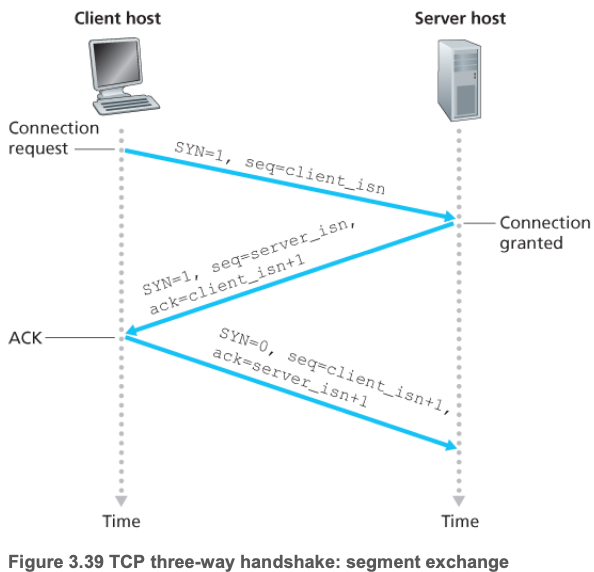 Client host
Server host
Connection
request
SYN=1, seq=client_isn
Connection
granted
SYN=1, seq=server_isn,
ack=client_isn+1
ACK
SYN=0, seq=client_isn+1,
ack=server_isn+1
Time
Time
Figure 3.39 TCP three-way handshake: segment exchange